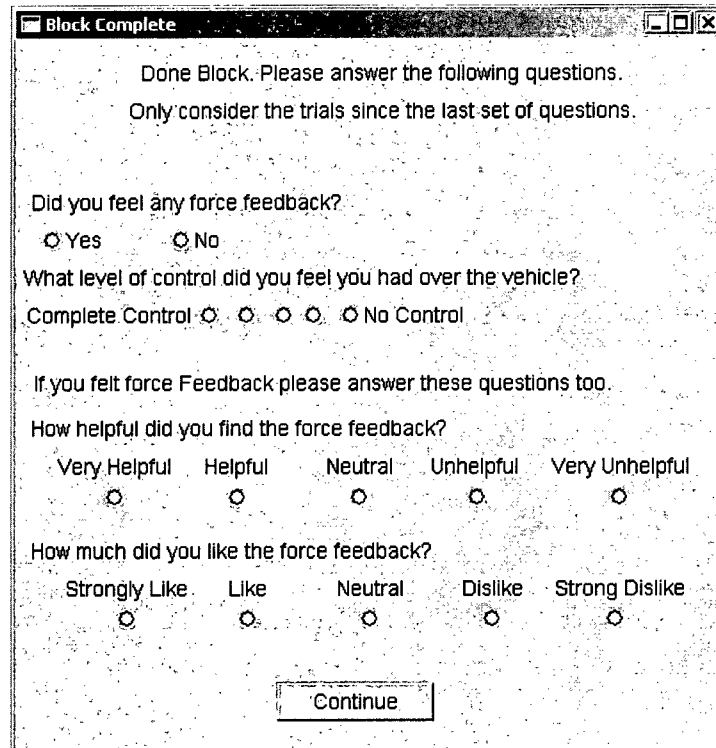 Block Complete
Done Block. Please answer the following questions.
Only consider the trials since the last set of questions.
Did you feel any force feedback?
Yes No
What level of control did you feel you had over the vehicle?
Complete Control No Control
If you felt force Feedback please answer these questions too.
How helpful did you find the force feedback?
Very Helpful Helpful Neutral Unhelpful Very Unhelpful
How much did you like the force feedback?
Strongly Like Like Neutral Dislike Strong Dislike
Continue